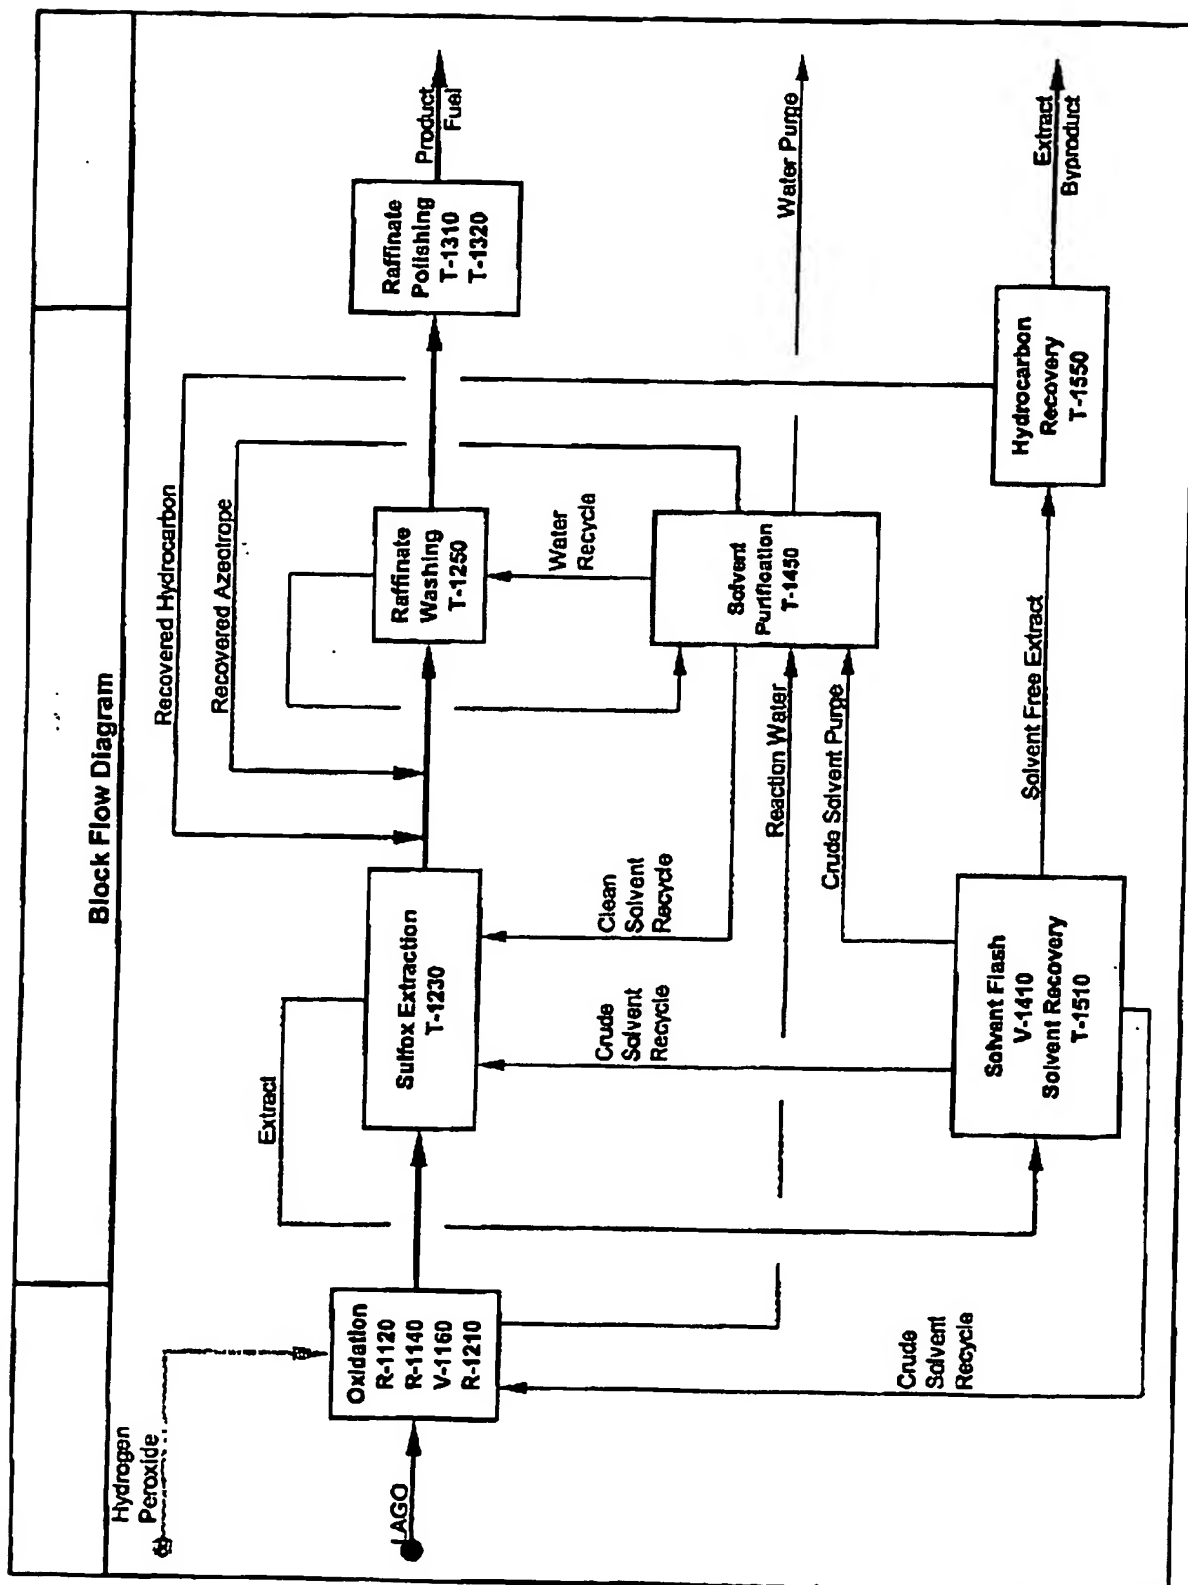 Block Flow Diagram
Hydrogen
Peroxide
LAGO
Oxidation
R-1120
R-1140
V-1160
R-1210
Extract
Sulfox Extraction
T-1230
Recovered Hydrocarbon
Recovered Azeotrope
Raffinate
Washing
T-1250
Raffinate
Polishing
T-1310
T-1320
Product
Fuel
Crude
Solvent
Recycle
Clean
Solvent
Recycle
Water
Recycle
Solvent
Purification
T-1450
Water Purge
Reaction Water
Crude Solvent Purge
Crude
Solvent
Recycle
Solvent Flash
V-1410
Solvent Recovery
T-1510
Solvent Free Extract
Hydrocarbon
Recovery
T-1550
Extract
Byproduct